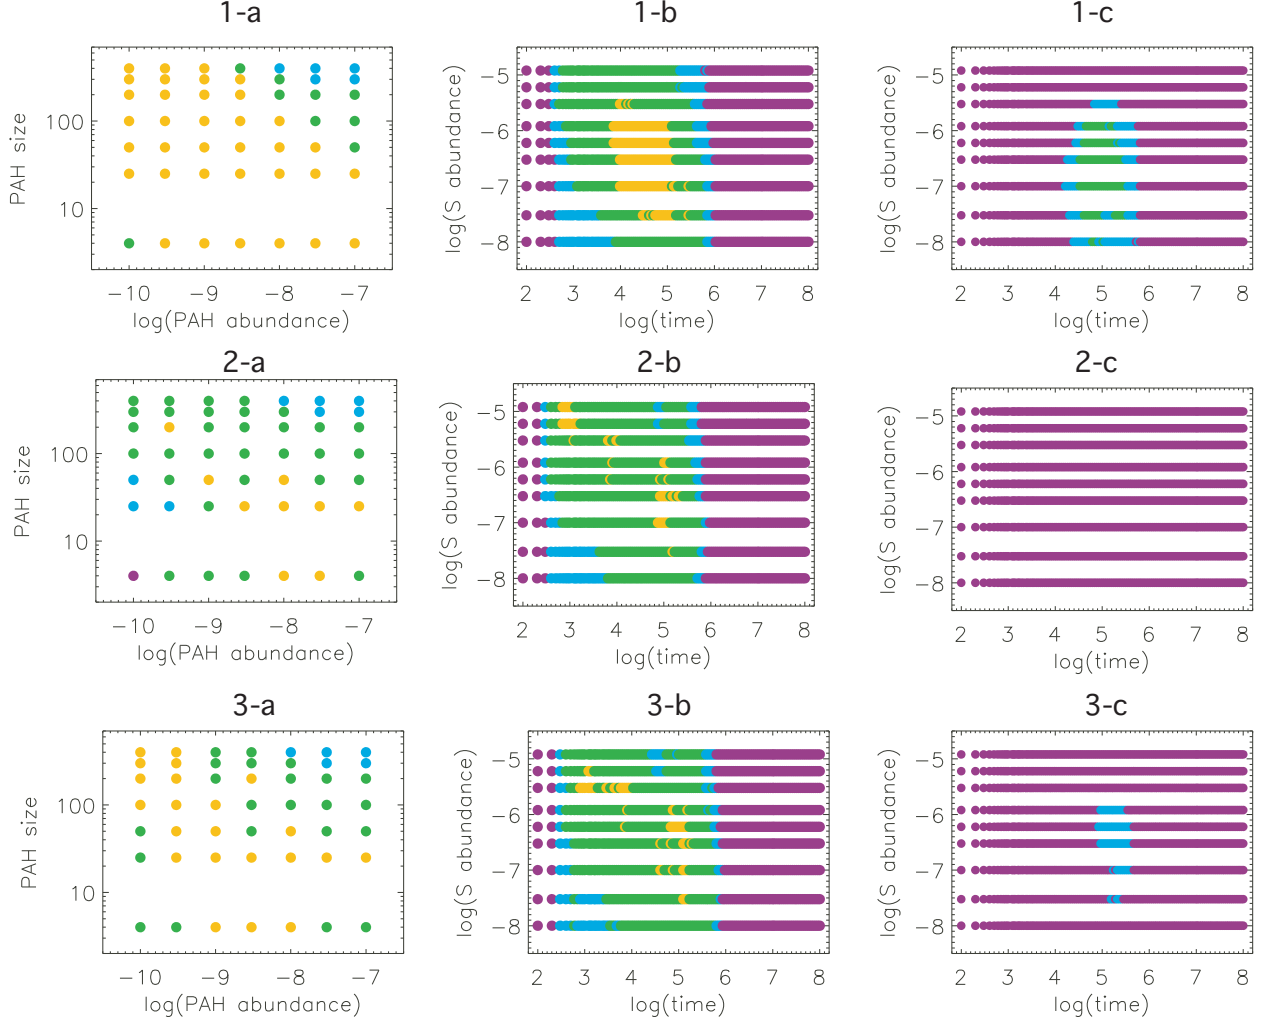 1-a
1-b
1-c
PAH size
100
10
−10 −9 −8 −7
log(PAH abundance)
log(S abundance)
−5
−6
−7
−8
2 3 4 5 6 7 8
log(time)
log(S abundance)
−5
−6
−7
−8
2 3 4 5 6 7 8
log(time)
2-a
2-b
2-c
PAH size
100
10
−10 −9 −8 −7
log(PAH abundance)
log(S abundance)
−5
−6
−7
−8
2 3 4 5 6 7 8
log(time)
log(S abundance)
−5
−6
−7
−8
2 3 4 5 6 7 8
log(time)
3-a
3-b
3-c
PAH size
100
10
−10 −9 −8 −7
log(PAH abundance)
log(S abundance)
−5
−6
−7
−8
2 3 4 5 6 7 8
log(time)
log(S abundance)
−5
−6
−7
−8
2 3 4 5 6 7 8
log(time)